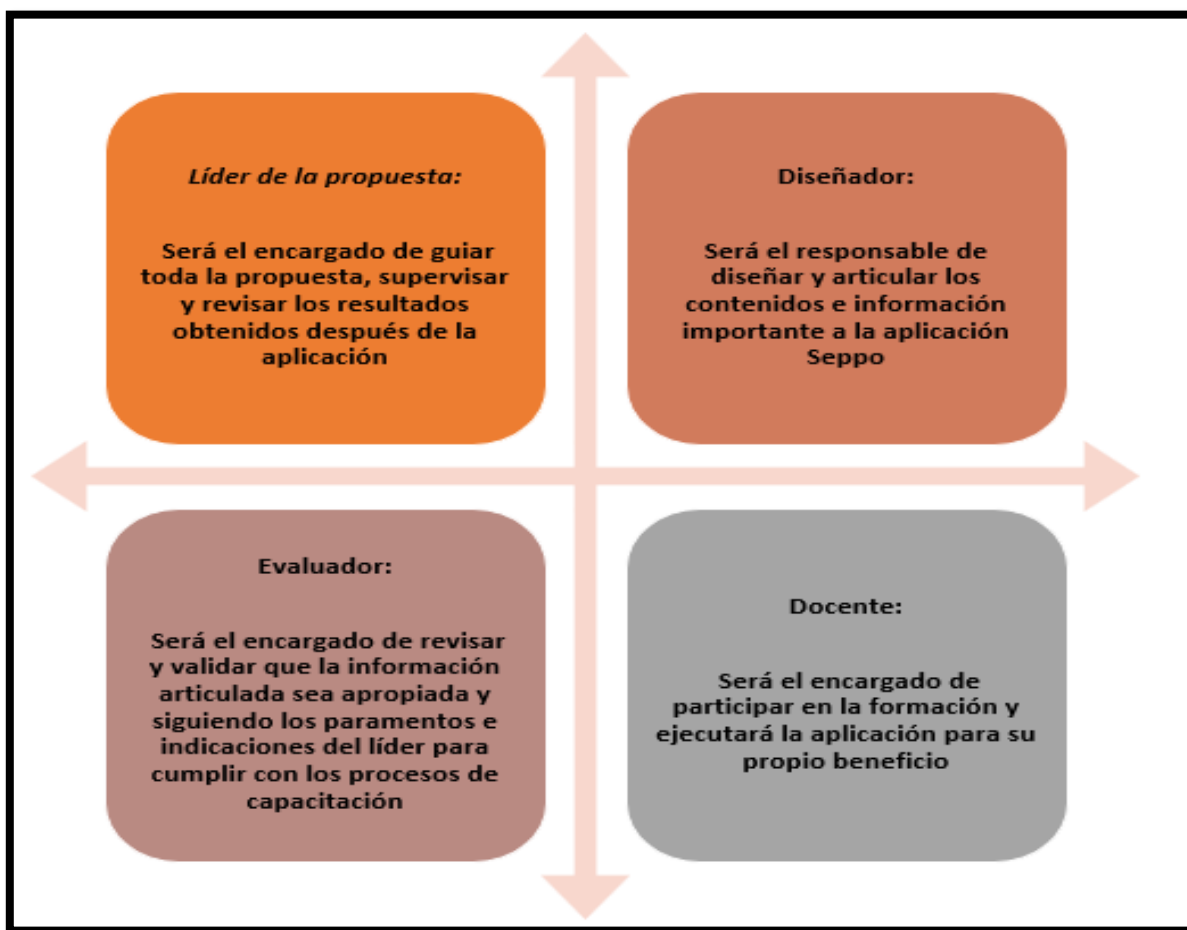 Líder de la propuesta:
Será el encargado de guiar
toda la propuesta, supervisar
y revisar los resultados
obtenidos después de la
aplicación
Diseñador:
Será el responsable de
diseñar y articular los
contenidos e información
importante a la aplicación
Seppo
Evaluador:
Será el encargado de revisar
y validar que la información
articulada sea apropiada y
siguiendo los paramentos e
indicaciones del líder para
cumplir con los procesos de
capacitación
Docente:
Será el encargado de
participar en la formación y
ejecutará la aplicación para su
propio beneficio